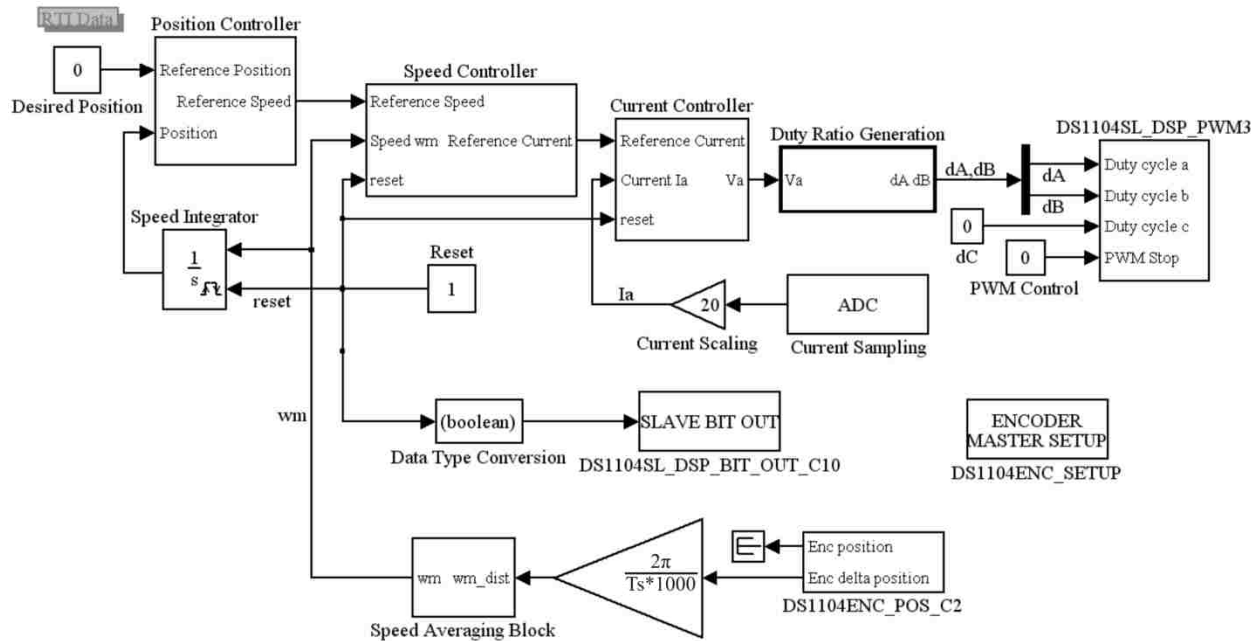 RTI Data
Position Controller
0
Desired Position
Reference Position
Reference Speed
Position
Speed Controller
Reference Speed
Speed wm Reference Current
reset
Current Controller
Reference Current
Current Ia Va
reset
Duty Ratio Generation
Va dA dB
dA,dB
DS1104SL_DSP_PWM3
dA
dB
Duty cycle a
Duty cycle b
Duty cycle c
PWM Stop
0
dC
0
PWM Control
Speed Integrator
1
s
reset
Reset
1
Ia
20
Current Scaling
ADC
Current Sampling
wm
(boolean)
Data Type Conversion
SLAVE BIT OUT
DS1104SL_DSP_BIT_OUT_C10
ENCODER
MASTER SETUP
DS1104ENC_SETUP
wm wm_dist
Speed Averaging Block
2π
Ts*1000
Enc position
Enc delta position
DS1104ENC_POS_C2